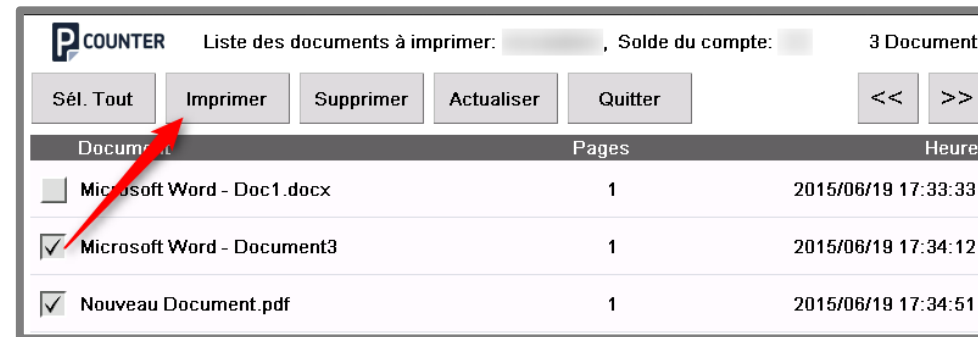 PCOUNTER Liste des documents à imprimer: , Solde du compte: 3 Document
Sél. Tout Imprimer Supprimer Actualiser Quitter << >>
Document Pages Heure
Microsoft Word - Doc1.docx 1 2015/06/19 17:33:33
Microsoft Word - Document3 1 2015/06/19 17:34:12
Nouveau Document.pdf 1 2015/06/19 17:34:51